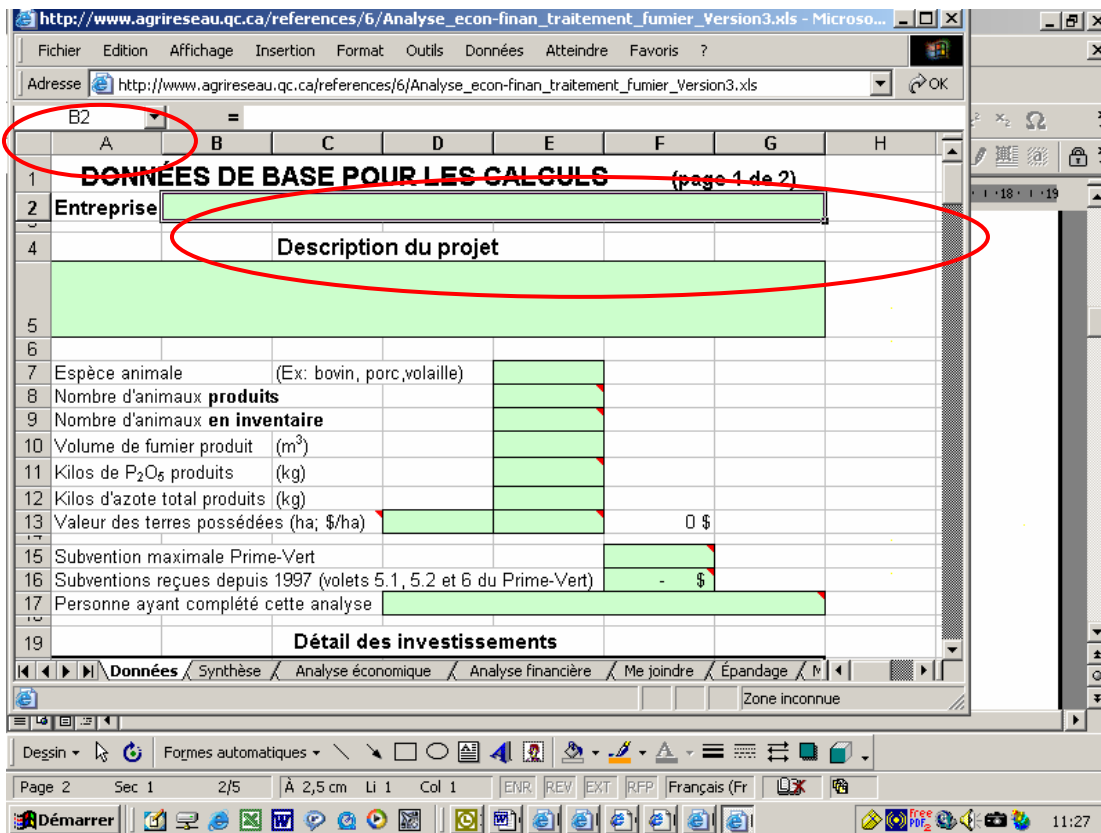 http://www.agrireseau.qc.ca/references/6/Analyse_econ-finan_traitement_fumier_Version3.xls - Microso...
Fichier Edition Affichage Insertion Format Outils Données Atteindre Favoris ?
Adresse http://www.agrireseau.qc.ca/references/6/Analyse_econ-finan_traitement_fumier_Version3.xls OK
B2 =
A B C D E F G H
1 DONNÉES DE BASE POUR LES CALCULS (page 1 de 2)
2 Entreprise
4 Description du projet
5
6
7 Espèce animale (Ex: bovin, porc,volaille)
8 Nombre d'animaux produits
9 Nombre d'animaux en inventaire
10 Volume de fumier produit (m³)
11 Kilos de P₂O₅ produits (kg)
12 Kilos d'azote total produits (kg)
13 Valeur des terres possédées (ha; $/ha) 0 $
15 Subvention maximale Prime-Vert
16 Subventions reçues depuis 1997 (volets 5.1, 5.2 et 6 du Prime-Vert) - $
17 Personne ayant complété cette analyse
19 Détail des investissements
Données Synthèse Analyse économique Analyse financière Me joindre Épandage
Zone inconnue
18 19
Dessin Formes automatiques
Page 2 Sec 1 2/5 À 2,5 cm Li 1 Col 1 ENR REV EXT RFP Français (Fr
Démarrer Free PDF 11:27